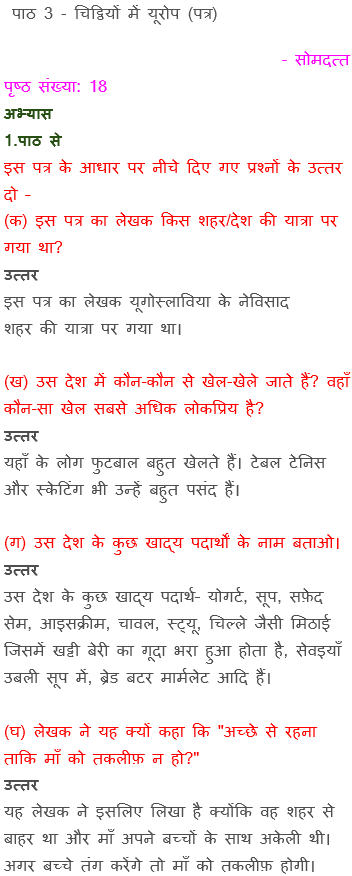 पाठ 3 - चिट्ठियों में यूरोप (पत्र)
- सोमदत्त
पृष्ठ संख्या: 18
अभ्यास
1.पाठ से
इस पत्र के आधार पर नीचे दिए गए प्रश्नों के उत्तर
दो -
(क) इस पत्र का लेखक किस शहर/देश की यात्रा पर
गया था?
उत्तर
इस पत्र का लेखक यूगोस्लाविया के नेविसाद
शहर की यात्रा पर गया था।
(ख) उस देश में कौन-कौन से खेल-खेले जाते हैं? वहाँ
कौन-सा खेल सबसे अधिक लोकप्रिय है?
उत्तर
यहाँ के लोग फुटबाल बहुत खेलते हैं। टेबल टेनिस
और स्केटिंग भी उन्हें बहुत पसंद हैं।
(ग) उस देश के कुछ खाद्य पदार्थों के नाम बताओ।
उत्तर
उस देश के कुछ खाद्य पदार्थ- योगर्ट, सूप, सफ़ेद
सेम, आइसक्रीम, चावल, स्ट्यू, चिल्ले जैसी मिठाई
जिसमें खट्टी बेरी का गूदा भरा हुआ होता है, सेवइयाँ
उबली सूप में, ब्रेड बटर मार्मलेट आदि हैं।
(घ) लेखक ने यह क्यों कहा कि "अच्छे से रहना
ताकि माँ को तकलीफ़ न हो?"
उत्तर
यह लेखक ने इसलिए लिखा है क्योंकि वह शहर से
बाहर था और माँ अपने बच्चों के साथ अकेली थी।
अगर बच्चे तंग करेंगे तो माँ को तकलीफ़ होगी।